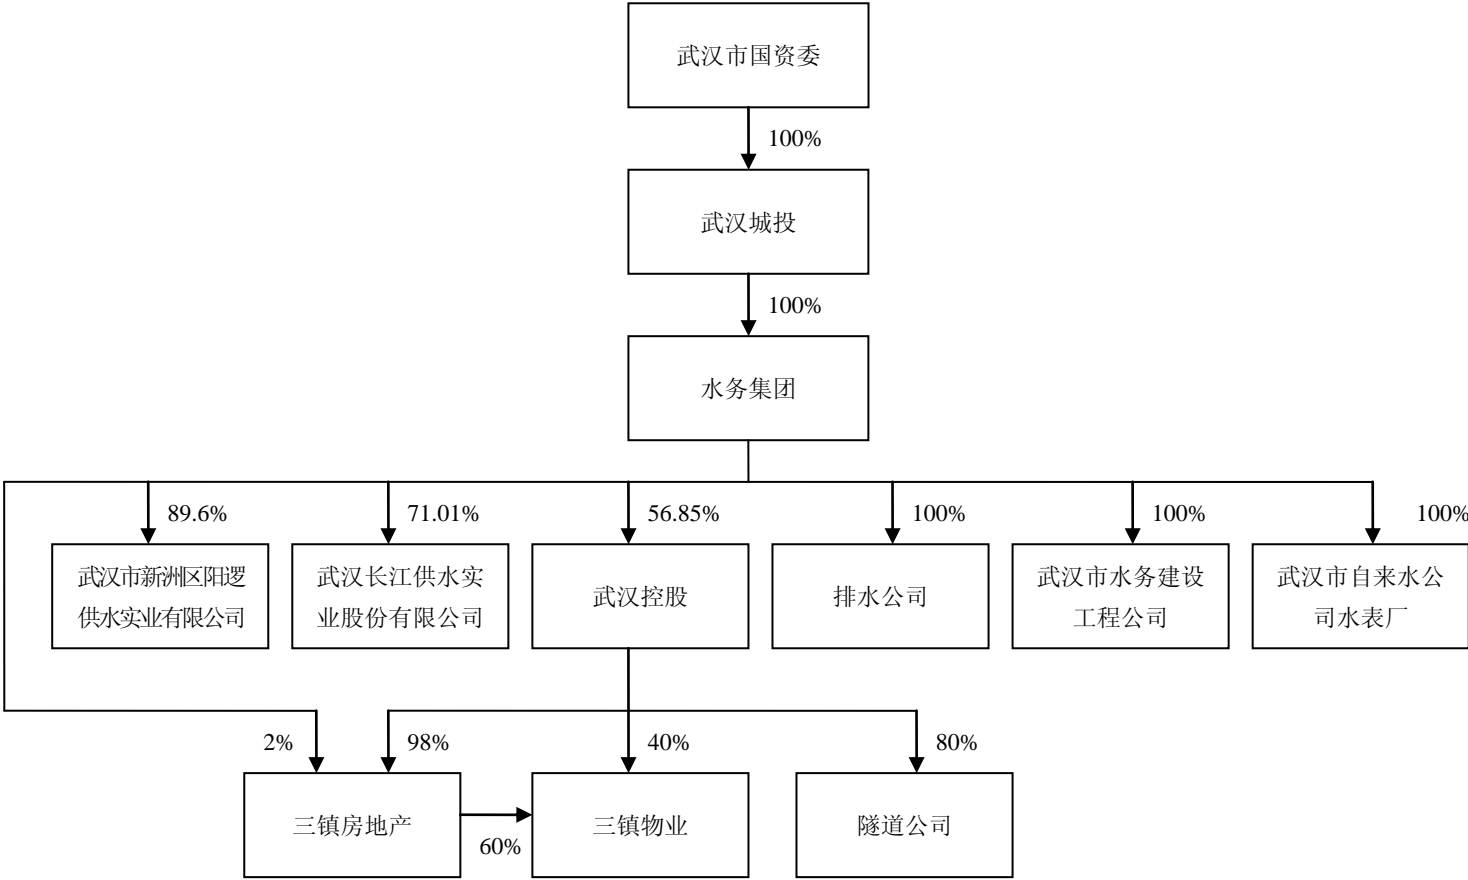 武汉市国资委
100%
武汉城投
100%
水务集团
89.6%
71.01%
56.85%
100%
100%
100%
武汉市新洲区阳逻
供水实业有限公司
武汉长江供水实
业股份有限公司
武汉控股
排水公司
武汉市水务建设
工程公司
武汉市自来水公
司水表厂
2%
98%
40%
80%
三镇房地产
60%
三镇物业
隧道公司